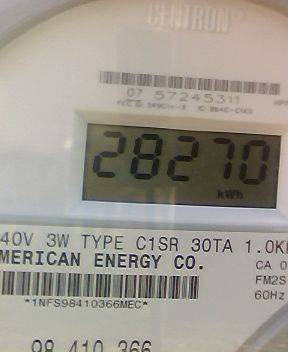 CENTRON®
07 57245311
28270
kWh
40V 3W TYPE C1SR 30TA 1.0K
MERICAN ENERGY CO.
CA 0
FM2S
*1NFS98410366MEC*
60Hz
98 410 366